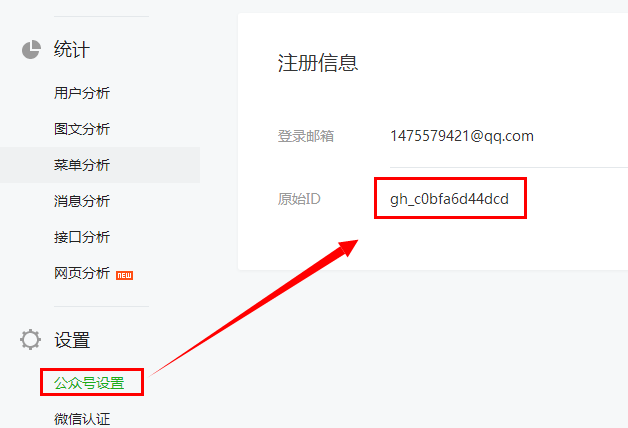 统计
用户分析
图文分析
菜单分析
消息分析
接口分析
网页分析 NEW
设置
公众号设置
微信认证
注册信息
登录邮箱 1475579421@qq.com
原始ID gh_c0bfa6d44dcd